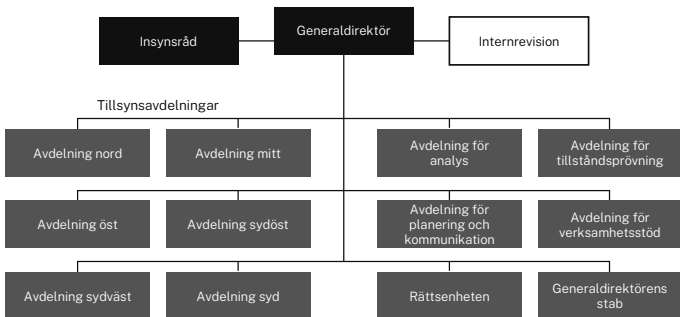 Insynsråd
Generaldirektör
Internrevision
Tillsynsavdelningar
Avdelning nord
Avdelning mitt
Avdelning för
analys
Avdelning för
tillståndsprövning
Avdelning öst
Avdelning sydöst
Avdelning för
planering och
kommunikation
Avdelning för
verksamhetsstöd
Avdelning sydväst
Avdelning syd
Rättsenheten
Generaldirektörens
stab